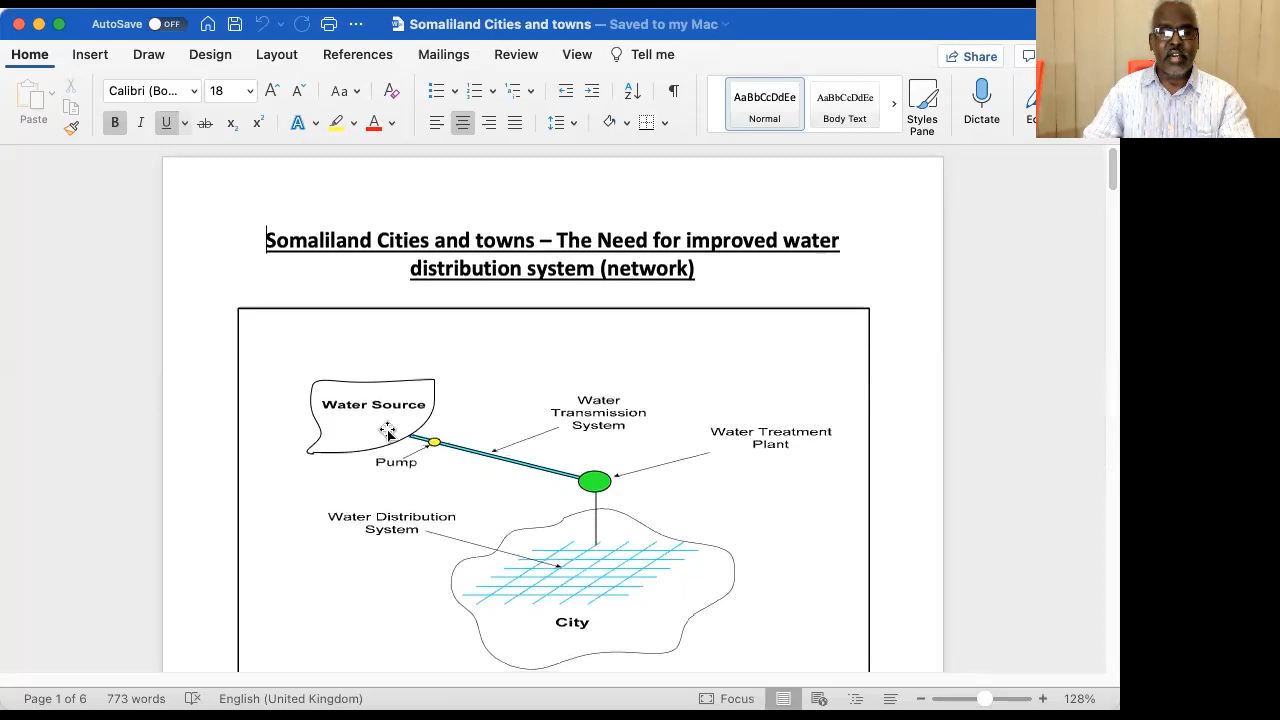 AutoSave OFF
Somaliland Cities and towns — Saved to my Mac
Home Insert Draw Design Layout References Mailings Review View Tell me
Share
Paste
Calibri (Bo... 18
B I U ab x2 x2
AaBbCcDdEe
Normal
AaBbCcDdEe
Body Text
Styles
Pane
Dictate
Somaliland Cities and towns – The Need for improved water
distribution system (network)
Water Source
Pump
Water
Transmission
System
Water Treatment
Plant
Water Distribution
System
City
Page 1 of 6 773 words English (United Kingdom) Focus 128%